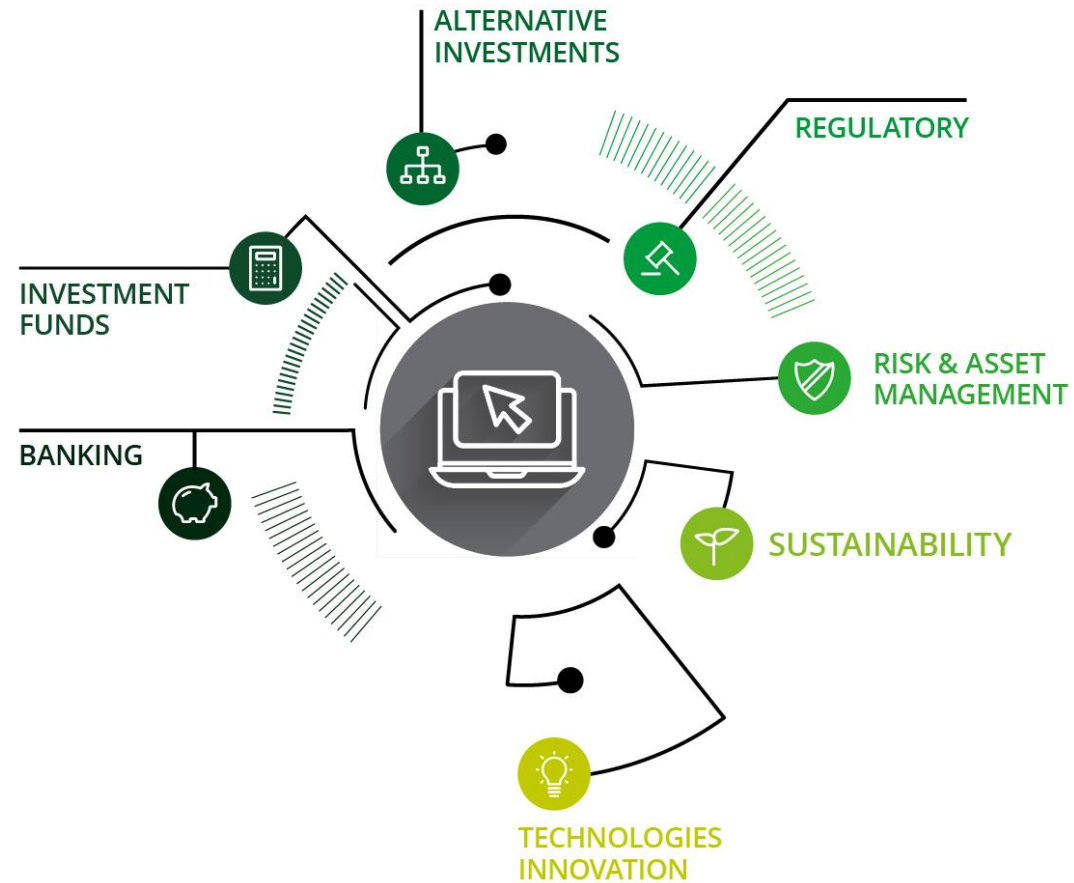 ALTERNATIVE
INVESTMENTS
REGULATORY
INVESTMENT
FUNDS
RISK & ASSET
MANAGEMENT
BANKING
SUSTAINABILITY
TECHNOLOGIES
INNOVATION